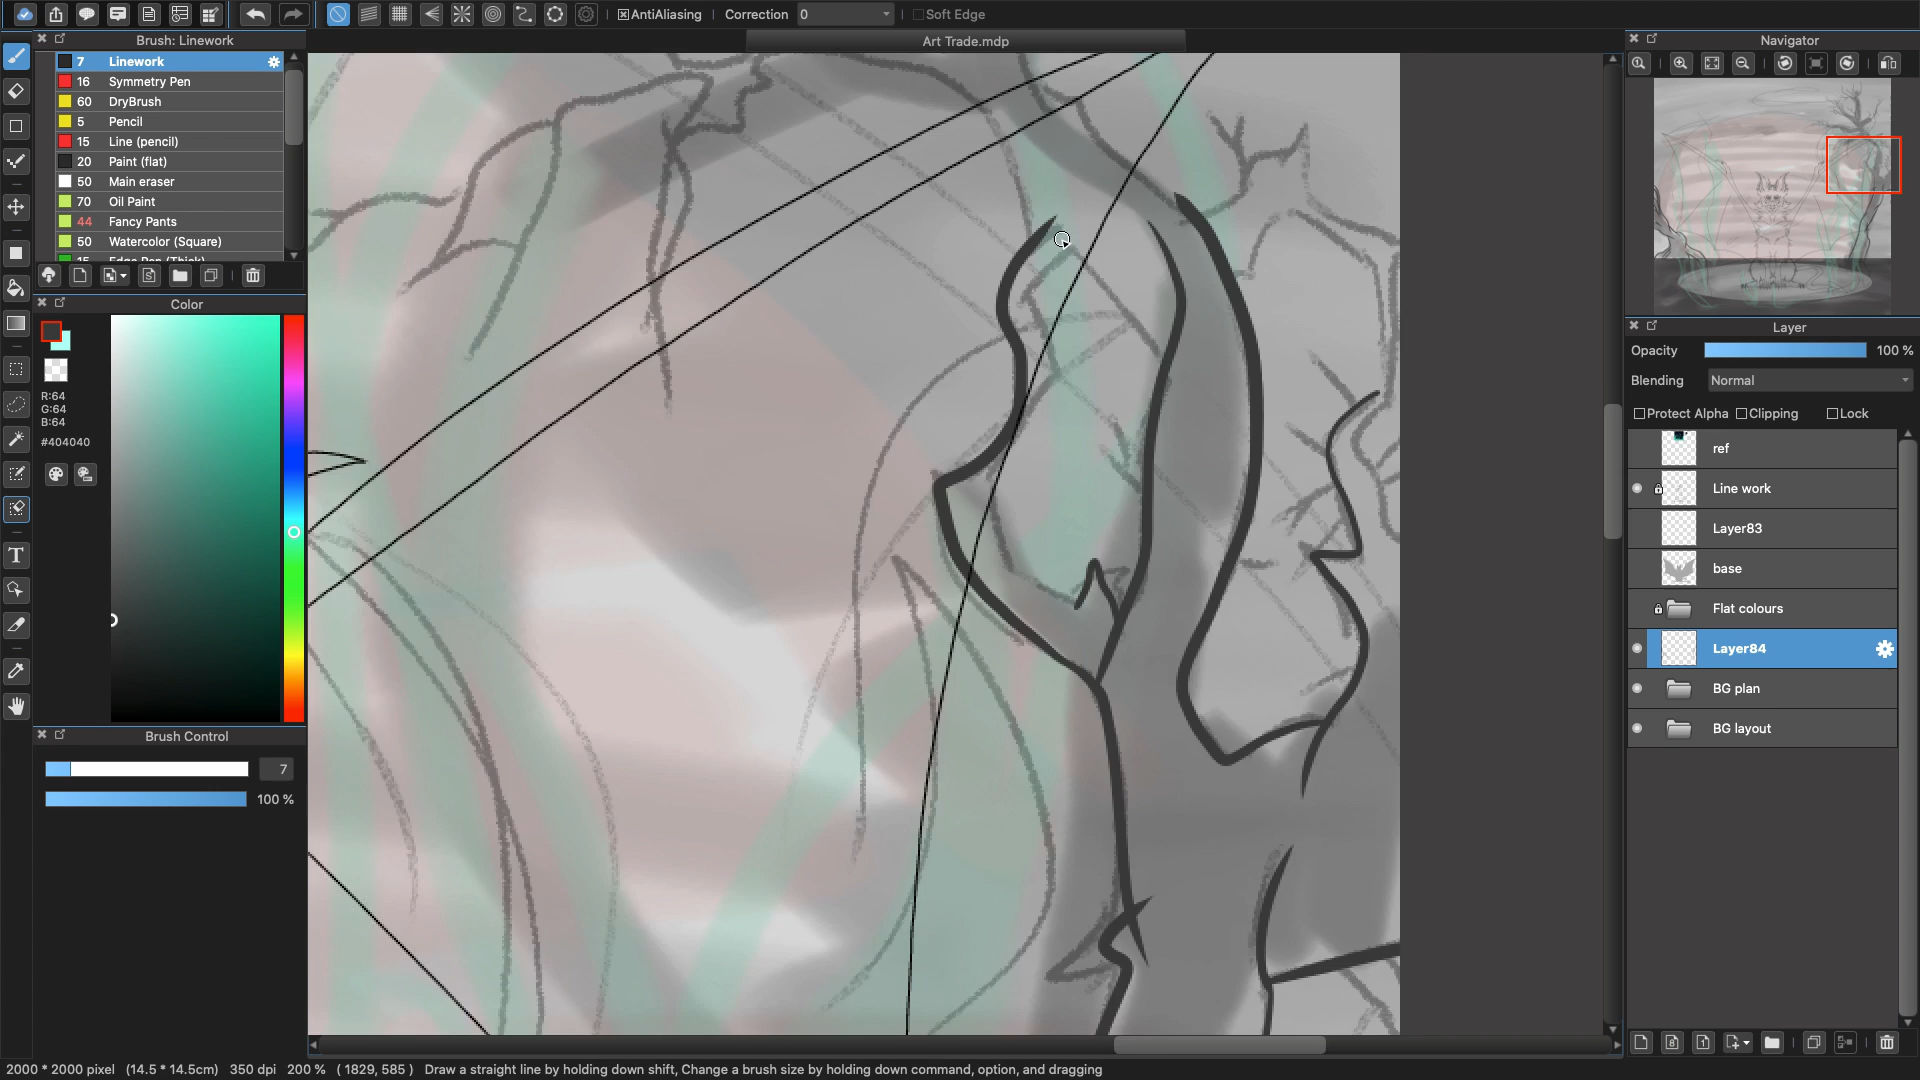 AntiAliasing
Correction
0
Soft Edge
Brush: Linework
Art Trade.mdp
Navigator
7 Linework
16 Symmetry Pen
60 DryBrush
5 Pencil
15 Line (pencil)
20 Paint (flat)
50 Main eraser
70 Oil Paint
44 Fancy Pants
50 Watercolor (Square)
Color
R:64
G:64
B:64
#404040
Brush Control
7
100 %
Layer
Opacity 100 %
Blending Normal
Protect Alpha Clipping Lock
ref
Line work
Layer83
base
Flat colours
Layer84
BG plan
BG layout
T
2000 * 2000 pixel (14.5 * 14.5cm) 350 dpi 200 % ( 1829, 585 ) Draw a straight line by holding down shift, Change a brush size by holding down command, option, and dragging